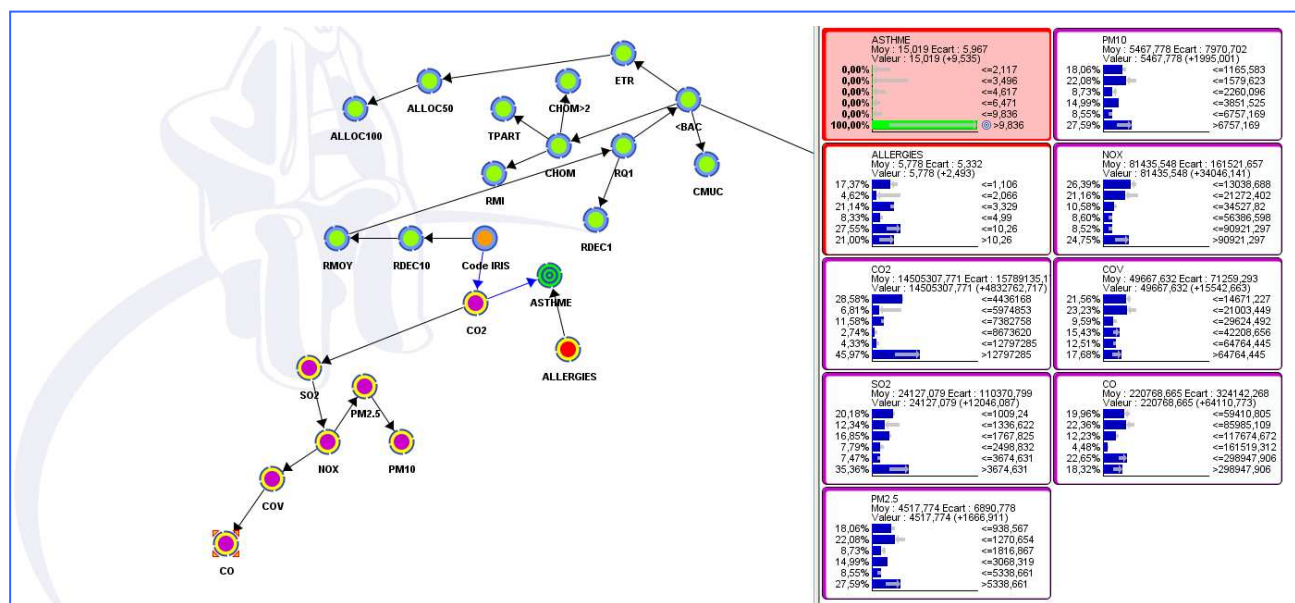 ETR
ALLOC50
CHOM>2
ALLOC100
TPART
<BAC
CHOM
RQ1
CMUC
RMI
RDEC1
RMOY
RDEC10
Code IRIS
ASTHME
CO2
ALLERGIES
SO2
PM2.5
NOX
PM10
COV
CO
ASTHME
Moy : 15,019 Ecart : 5,967
Valeur : 15,019 (+9,535)
0,00% <=2,117
0,00% <=3,496
0,00% <=4,617
0,00% <=6,471
0,00% <=9,836
100,00% >9,836
PM10
Moy : 5467,778 Ecart : 7970,702
Valeur : 5467,778 (+1995,001)
18,06% <=1165,583
22,08% <=1579,623
8,73% <=2260,096
14,99% <=3851,525
8,55% <=6757,169
27,59% >6757,169
ALLERGIES
Moy : 5,778 Ecart : 5,332
Valeur : 5,778 (+2,493)
17,37% <=1,106
4,62% <=2,066
21,14% <=3,329
8,33% <=4,99
27,55% <=10,26
21,00% >10,26
NOX
Moy : 81435,548 Ecart : 161521,657
Valeur : 81435,548 (+34046,141)
26,39% <=13038,688
21,16% <=21272,402
10,58% <=34527,82
8,60% <=56386,598
8,52% <=90921,297
24,75% >90921,297
CO2
Moy : 14505307,771 Ecart : 15789135,1
Valeur : 14505307,771 (+4832762,717)
28,58% <=4436168
6,81% <=5974853
11,58% <=7382758
2,74% <=8673620
4,33% <=12797285
45,97% >12797285
COV
Moy : 49667,632 Ecart : 71259,293
Valeur : 49667,632 (+15542,663)
21,56% <=14671,227
23,23% <=21003,449
9,59% <=29624,492
15,43% <=42208,656
12,51% <=64764,445
17,68% >64764,445
SO2
Moy : 24127,079 Ecart : 110370,799
Valeur : 24127,079 (+12046,087)
20,18% <=1009,24
12,34% <=1336,622
16,85% <=1767,825
7,79% <=2498,832
7,47% <=3674,631
35,36% >3674,631
CO
Moy : 220768,665 Ecart : 324142,268
Valeur : 220768,665 (+64110,773)
19,96% <=59410,805
22,36% <=85985,109
12,23% <=117674,672
4,48% <=161519,312
22,65% <=298947,906
18,32% >298947,906
PM2.5
Moy : 4517,774 Ecart : 6890,778
Valeur : 4517,774 (+1666,911)
18,06% <=938,567
22,08% <=1270,654
8,73% <=1816,867
14,99% <=3068,319
8,55% <=5338,661
27,59% >5338,661